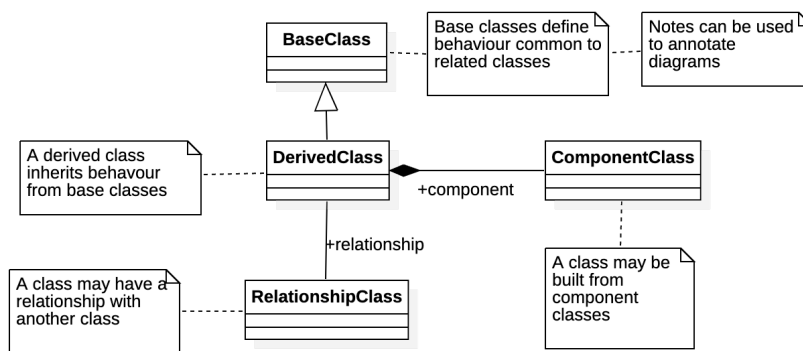 BaseClass
Base classes define
behaviour common to
related classes
Notes can be used
to annotate
diagrams
A derived class
inherits behavour
from base classes
DerivedClass
+component
ComponentClass
+relationship
A class may have a
relationship with
another class
RelationshipClass
A class may be
built from
component
classes